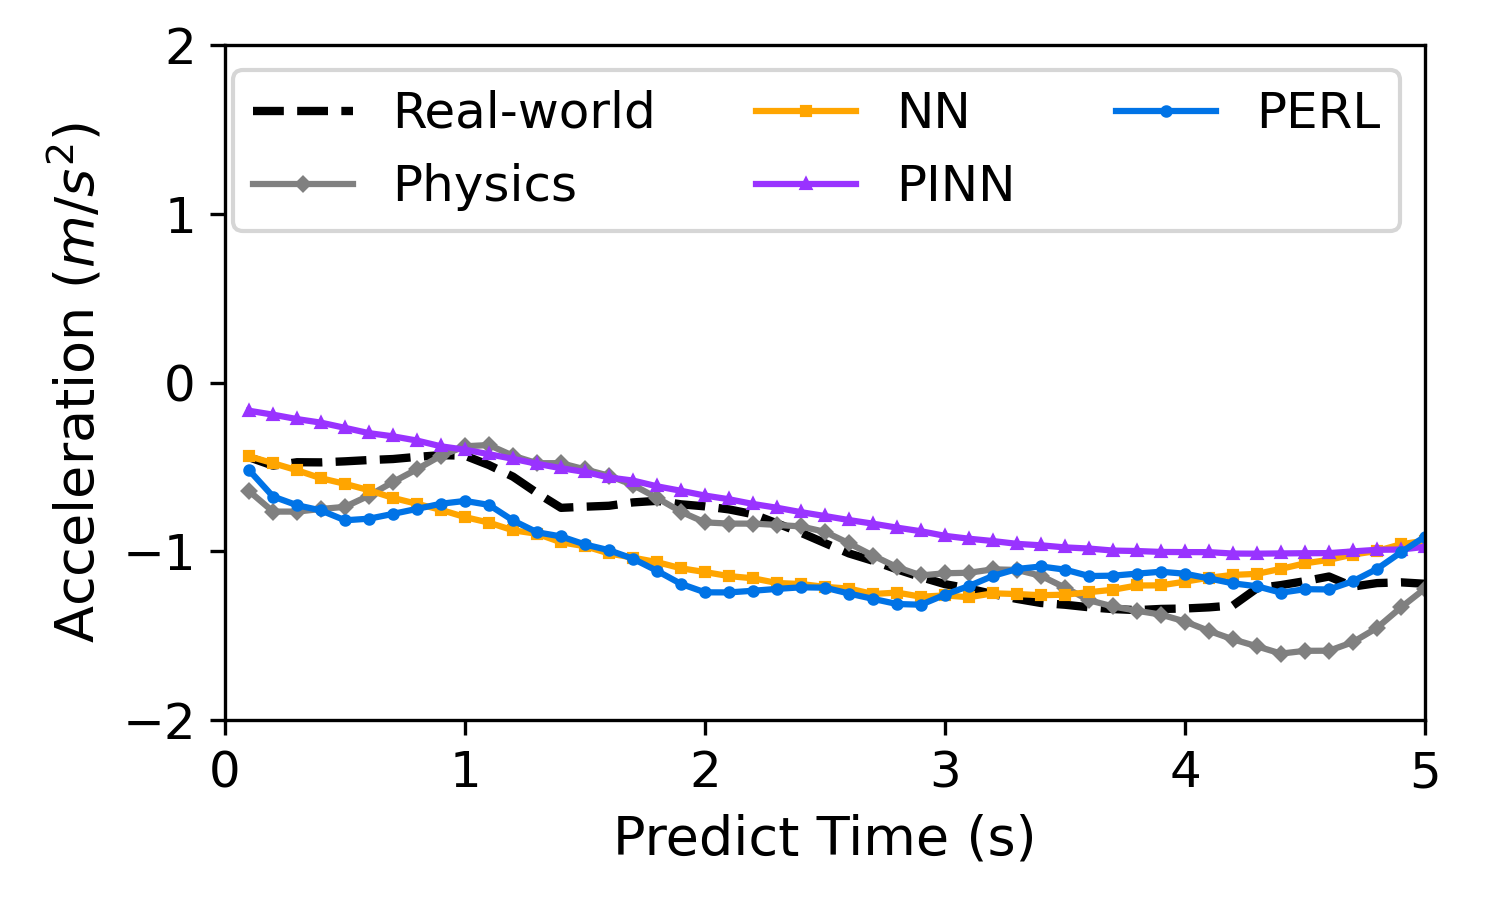 2
1
0
−1
−2
Acceleration (m/s²)
Real-world
Physics
NN
PINN
PERL
0 1 2 3 4 5
Predict Time (s)